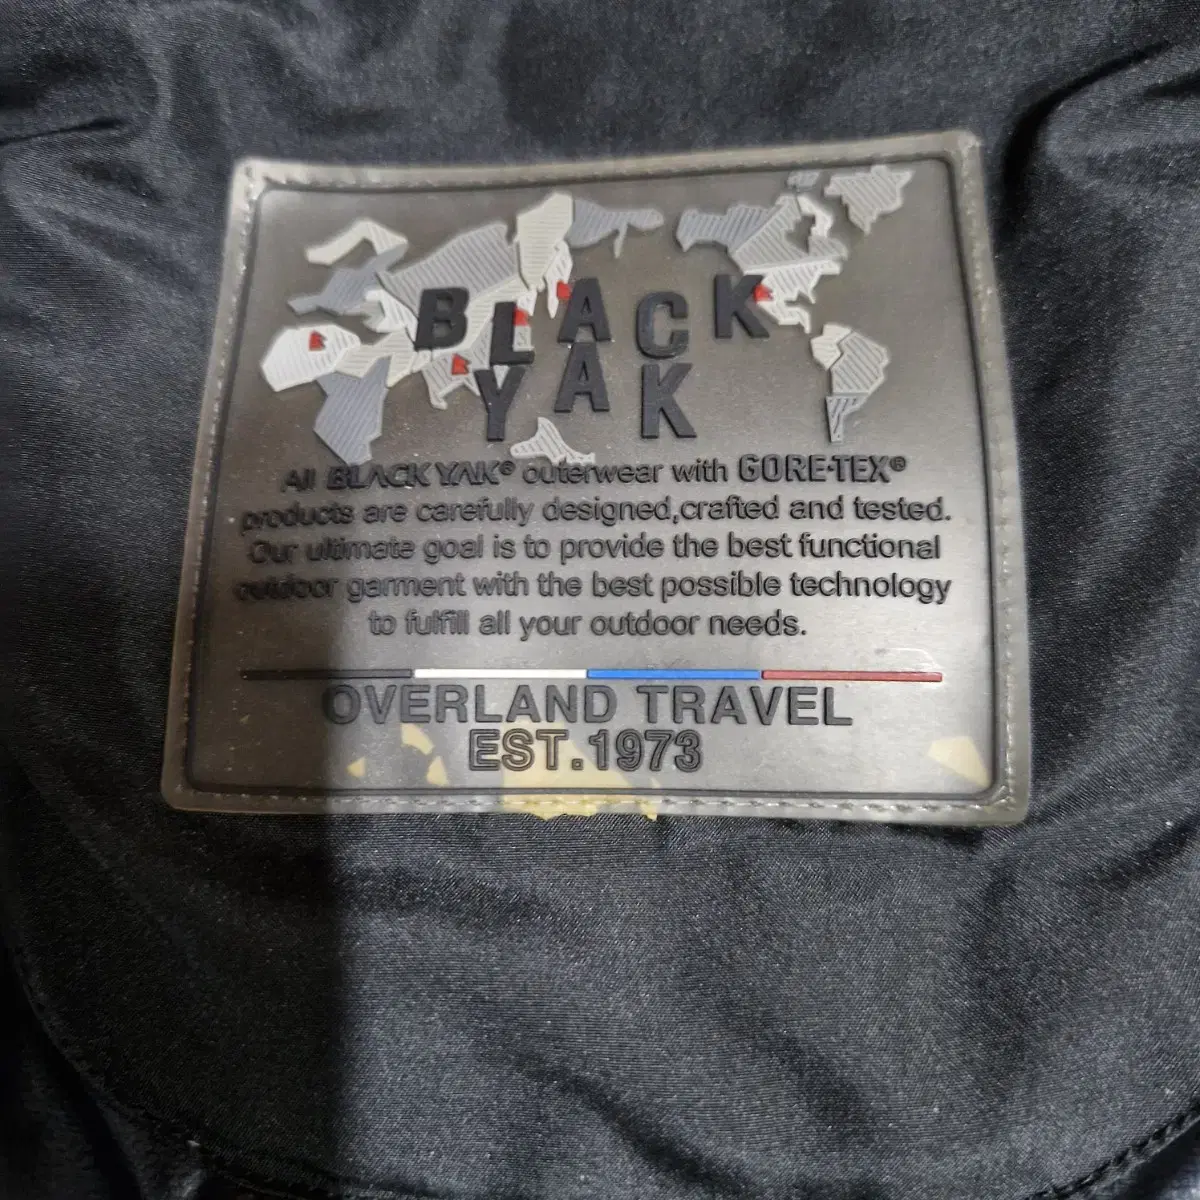 BLACK
YAK
All BLACKYAK® outerwear with GORE-TEX®
products are carefully designed,crafted and tested.
Our ultimate goal is to provide the best functional
outdoor garment with the best possible technology
to fulfill all your outdoor needs.
OVERLAND TRAVEL
EST.1973